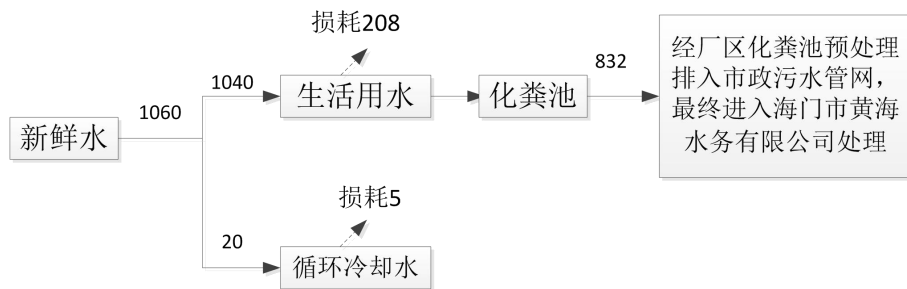 损耗208
832
1040
生活用水
化粪池
经厂区化粪池预处理
排入市政污水管网，
最终进入海门市黄海
水务有限公司处理
1060
新鲜水
损耗5
20
循环冷却水